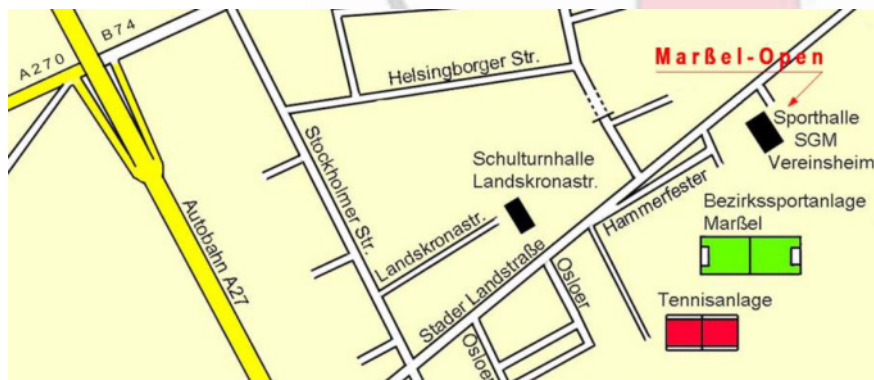 A270
B74
Helsingborger Str.
Marßel-Open
Sporthalle
SGM
Vereinsheim
Stockholmer Str.
Schulturnhalle
Landskronastr.
Hammerfester
Bezirkssportanlage
Marßel
Autobahn A27
Landskronastr.
Stader Landstraße
Osloer
Osloer
Tennisanlage